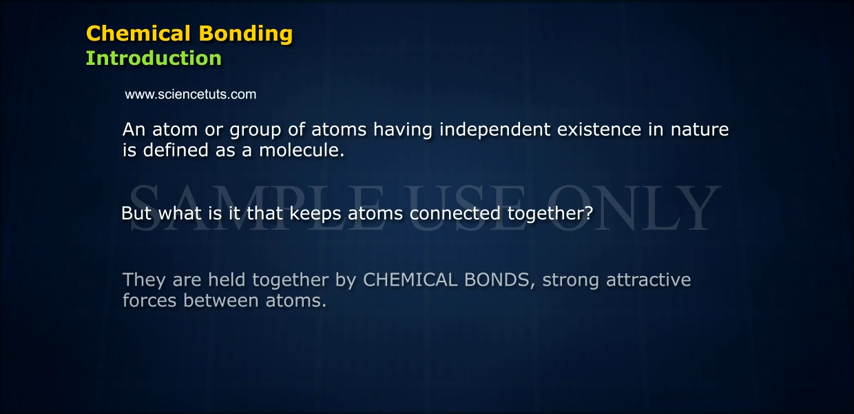 Chemical Bonding
Introduction
www.sciencetuts.com
An atom or group of atoms having independent existence in nature
is defined as a molecule.
SAMPLE USE ONLY
But what is it that keeps atoms connected together?
They are held together by CHEMICAL BONDS, strong attractive
forces between atoms.